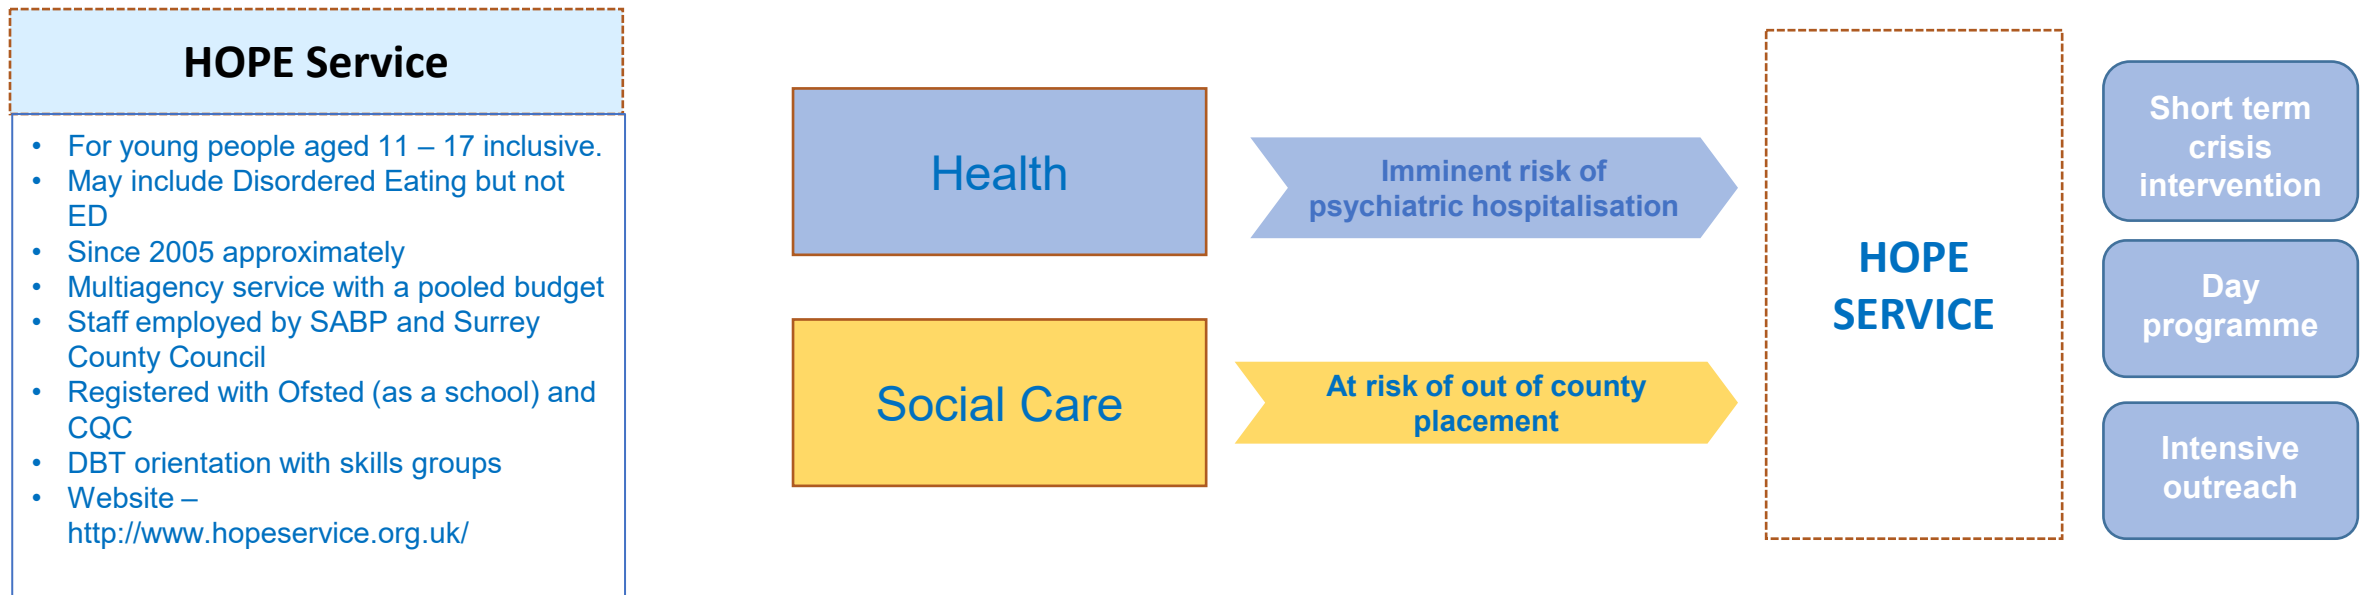 HOPE Service
• For young people aged 11 – 17 inclusive.
• May include Disordered Eating but not
ED
• Since 2005 approximately
• Multiagency service with a pooled budget
• Staff employed by SABP and Surrey
County Council
• Registered with Ofsted (as a school) and
CQC
• DBT orientation with skills groups
• Website –
http://www.hopeservice.org.uk/
Health
Imminent risk of
psychiatric hospitalisation
Social Care
At risk of out of county
placement
HOPE
SERVICE
Short term
crisis
intervention
Day
programme
Intensive
outreach